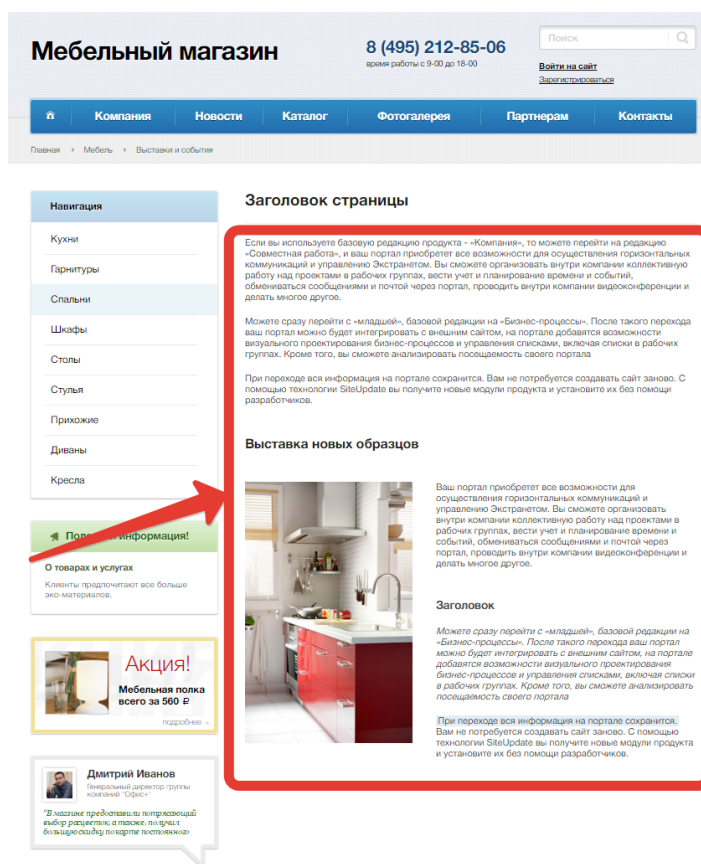 Мебельный магазин
8 (495) 212-85-06
время работы с 9-00 до 18-00
Поиск
Войти на сайт
Зарегистрироваться
Компания Новости Каталог Фотогалерея Партнерам Контакты
Главная › Мебель › Выставки и события
Навигация
Кухни
Гарнитуры
Спальни
Шкафы
Столы
Стулья
Прихожие
Диваны
Кресла
информация!
О товарах и услугах
Клиенты предпочитают все больше
эко-материалов.
Акция!
Мебельная полка
всего за 560 ₽
подробнее →
Дмитрий Иванов
Генеральный директор группы
компаний "Офис+"
"В магзине предоставили потрясающий
выбор расцветок, а также, получил
большую скидку по карте постоянного
Заголовок страницы
Если вы используете базовую редакцию продукта - «Компания», то можете перейти на редакцию
«Совместная работа», и ваш портал приобретет все возможности для осуществления горизонтальных
коммуникаций и управлению Экстранетом. Вы сможете организовать внутри компании коллективную
работу над проектами в рабочих группах, вести учет и планирование времени и событий,
обмениваться сообщениями и почтой через портал, проводить внутри компании видеоконференции и
делать многое другое.
Можете сразу перейти с «младшей», базовой редакции на «Бизнес-процессы». После такого перехода
ваш портал можно будет интегрировать с внешним сайтом, на портале добавятся возможности
визуального проектирования бизнес-процессов и управления списками, включая списки в рабочих
группах. Кроме того, вы сможете анализировать посещаемость своего портала
При переходе вся информация на портале сохранится. Вам не потребуется создавать сайт заново. С
помощью технологии SiteUpdate вы получите новые модули продукта и установите их без помощи
разработчиков.
Выставка новых образцов
Ваш портал приобретет все возможности для
осуществления горизонтальных коммуникаций и
управлению Экстранетом. Вы сможете организовать
внутри компании коллективную работу над проектами в
рабочих группах, вести учет и планирование времени и
событий, обмениваться сообщениями и почтой через
портал, проводить внутри компании видеоконференции и
делать многое другое.
Заголовок
Можете сразу перейти с «младшей», базовой редакции на
«Бизнес-процессы». После такого перехода ваш портал
можно будет интегрировать с внешним сайтом, на портале
добавятся возможности визуального проектирования
бизнес-процессов и управления списками, включая списки
в рабочих группах. Кроме того, вы сможете анализировать
посещаемость своего портала
При переходе вся информация на портале сохранится.
Вам не потребуется создавать сайт заново. С помощью
технологии SiteUpdate вы получите новые модули продукта
и установите их без помощи разработчиков.